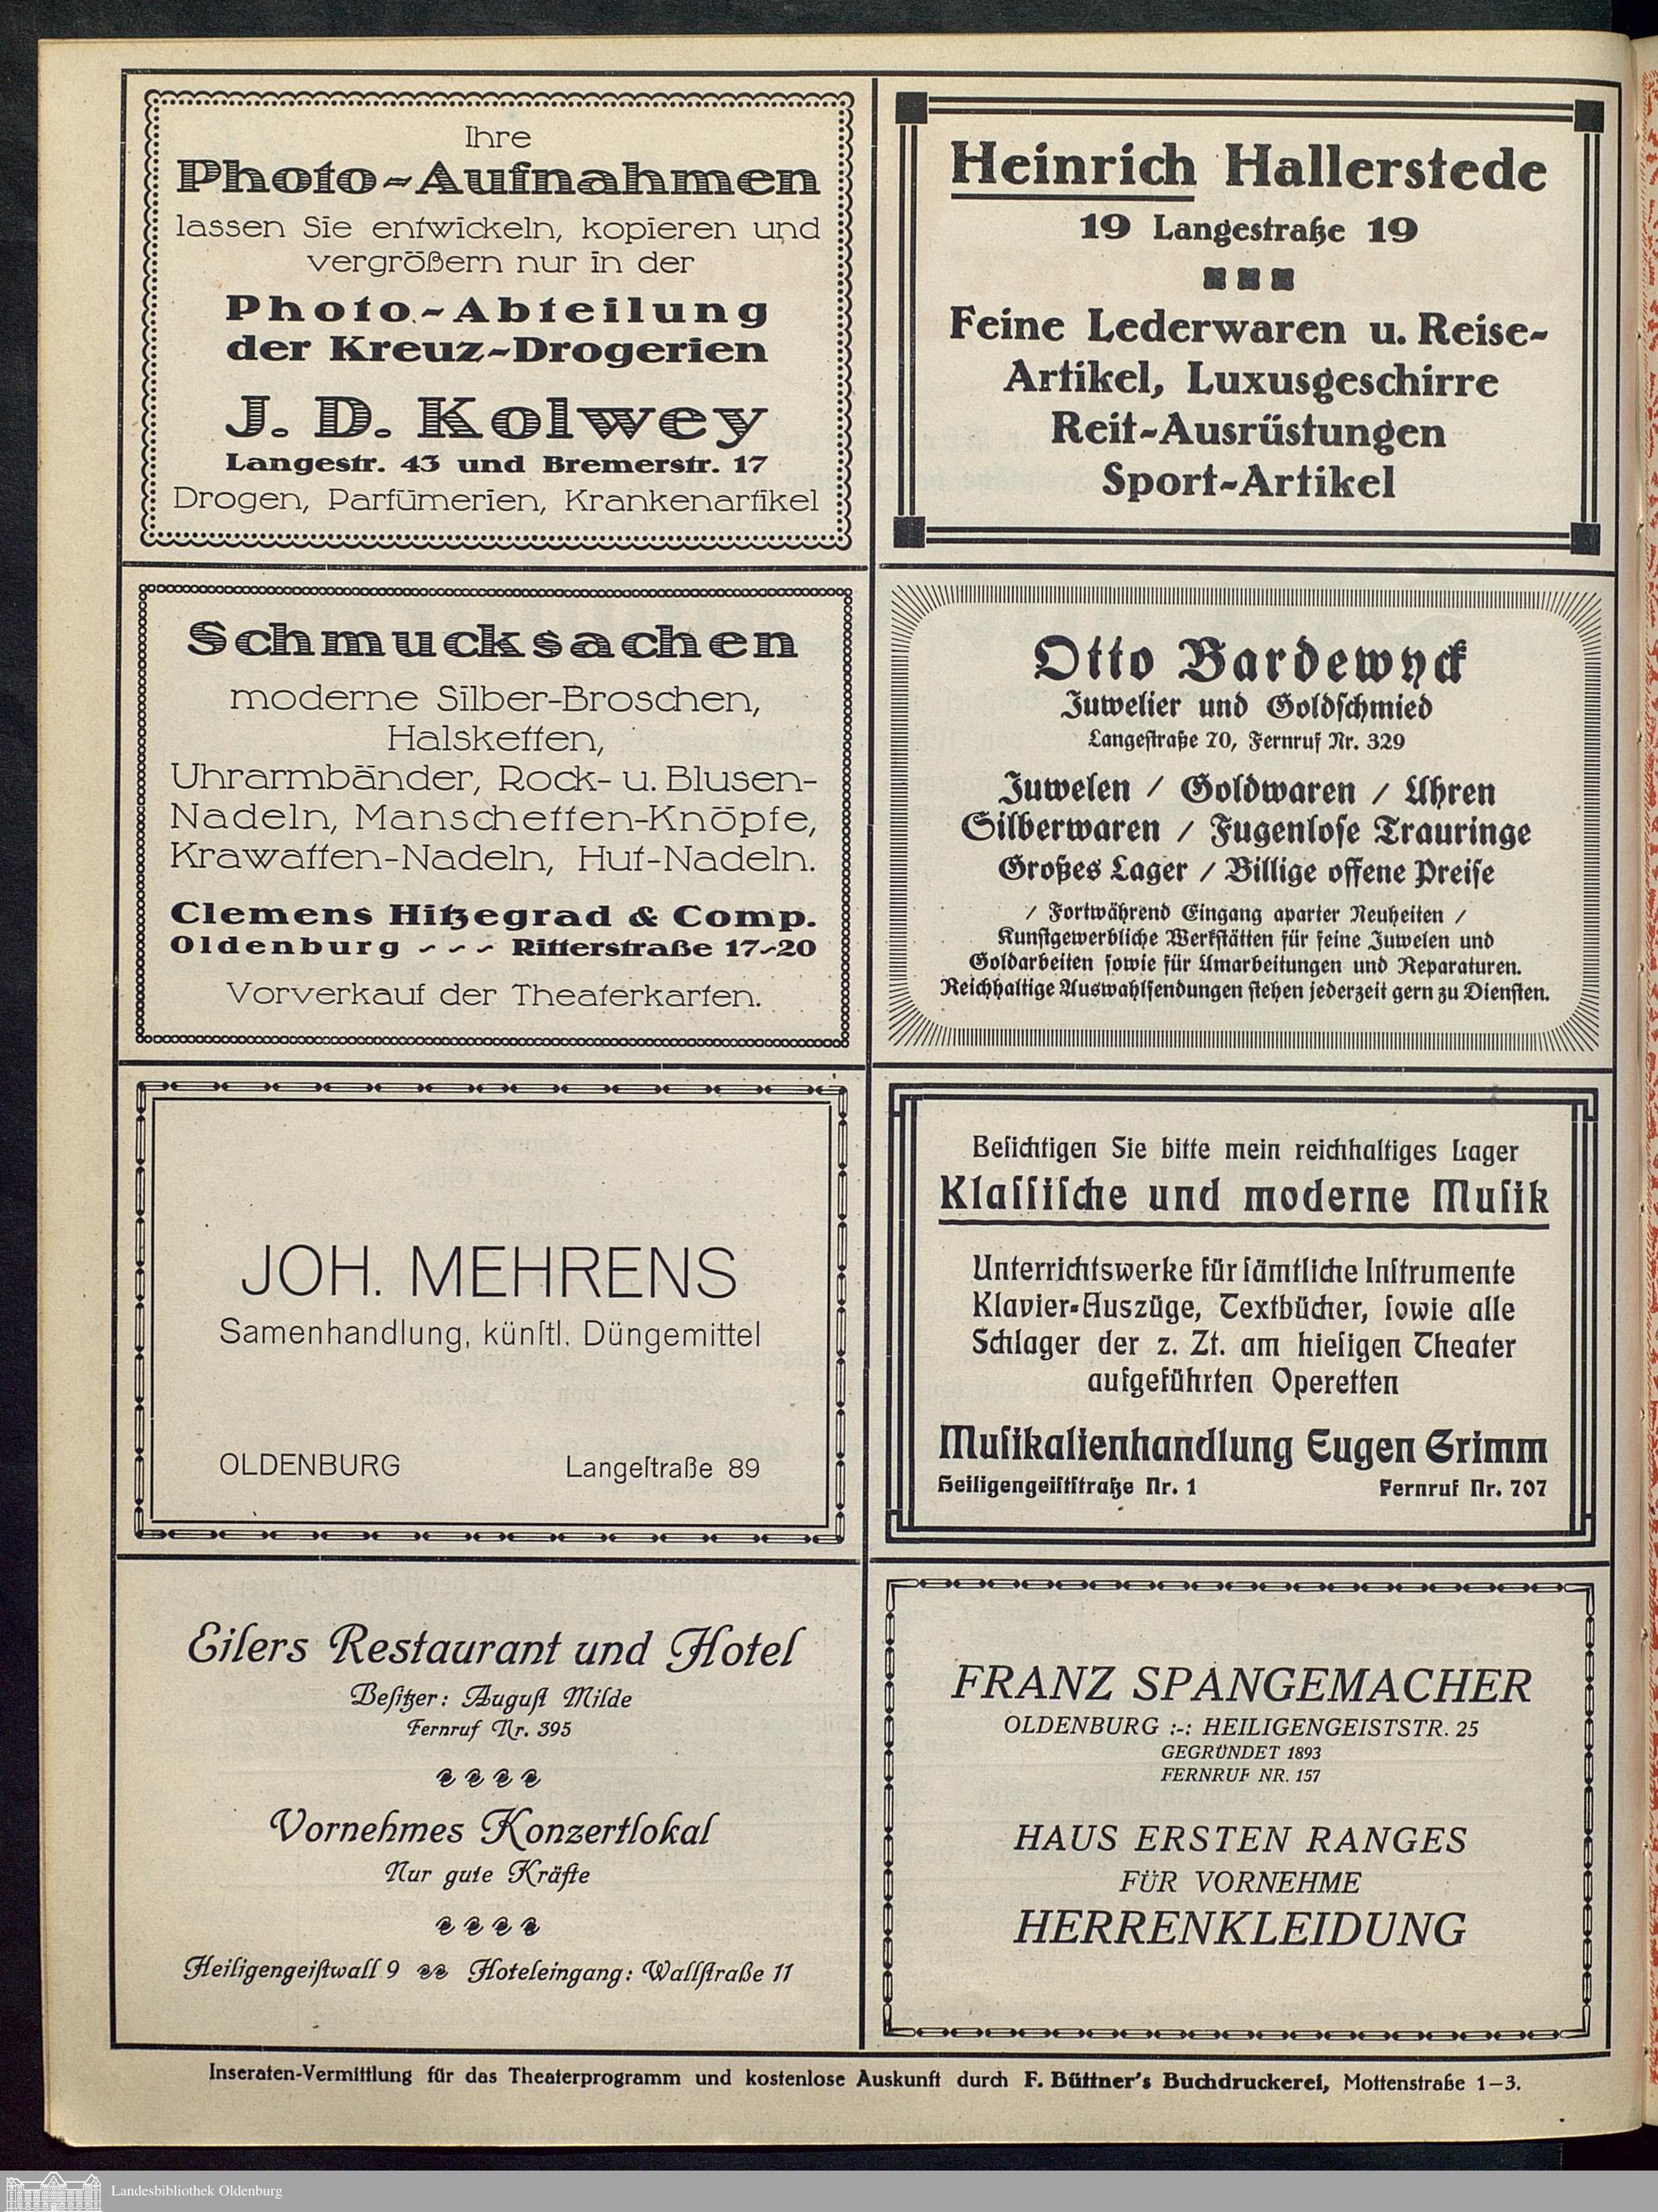 Ihre
Photo-Aufnahmen
lassen Sie entwickeln, kopieren und
vergrößern nur in der
Photo-Abteilung
der Kreuz-Drogerien
J. D. Kolwey
Langestr. 43 und Bremerstr. 17
Drogen, Parfümerien, Krankenartikel
Heinrich Hallerstede
19 Langestraße 19
Feine Lederwaren u. Reise-
Artikel, Luxusgeschirre
Reit-Ausrüstungen
Sport-Artikel
Schmucksachen
moderne Silber-Broschen,
Halsketten,
Uhrarmbänder, Rock- u. Blusen-
Nadeln, Manschetten-Knöpfe,
Krawatten-Nadeln, Hut-Nadeln.
Clemens Hitzegrad & Comp.
Oldenburg - - - Ritterstraße 17-20
Vorverkauf der Theaterkarten.
Otto Bardewyck
Juwelier und Goldſchmied
Langeſtraße 70, Fernruf Nr. 329
Juwelen / Goldwaren / Uhren
Silberwaren / Fugenloſe Trauringe
Großes Lager / Billige offene Preiſe
/ Fortwährend Eingang aparter Neuheiten /
Kunſtgewerbliche Werkſtätten für feine Juwelen und
Goldarbeiten ſowie für Umarbeitungen und Reparaturen.
Reichhaltige Auswahlſendungen ſtehen jederzeit gern zu Dienſten.
JOH. MEHRENS
Samenhandlung, künſtl. Düngemittel
OLDENBURG Langeſtraße 89
Beſichtigen Sie bitte mein reichhaltiges Lager
Klaſſiſche und moderne Muſik
Unterrichtswerke für ſämtliche Inſtrumente
Klavier-Auszüge, Textbücher, ſowie alle
Schlager der z. Zt. am hieſigen Theater
aufgeführten Operetten
Muſikalienhandlung Eugen Grimm
Heiligengeiſtſtraße Nr. 1 Fernruf Nr. 707
Eilers Restaurant und Hotel
Beſitzer: Auguſt Milde
Fernruf Nr. 395
Vornehmes Konzertlokal
Nur gute Kräfte
Heiligengeiſtwall 9 Hoteleingang: Wallſtraße 11
FRANZ SPANGEMACHER
OLDENBURG :-: HEILIGENGEISTSTR. 25
GEGRÜNDET 1893
FERNRUF NR. 157
HAUS ERSTEN RANGES
FÜR VORNEHME
HERRENKLEIDUNG
Inseraten-Vermittlung für das Theaterprogramm und kostenlose Auskunft durch F. Büttner's Buchdruckerei, Mottenstraße 1—3.
Landesbibliothek Oldenburg